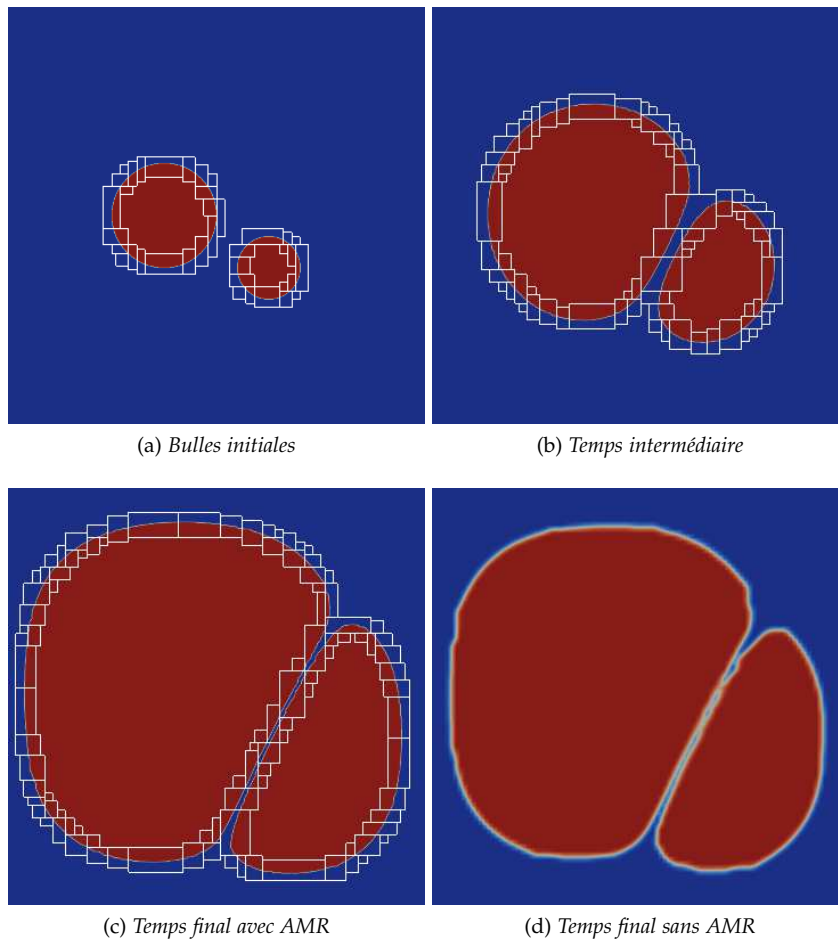 (a) Bulles initiales
(b) Temps intermédiaire
(c) Temps final avec AMR
(d) Temps final sans AMR